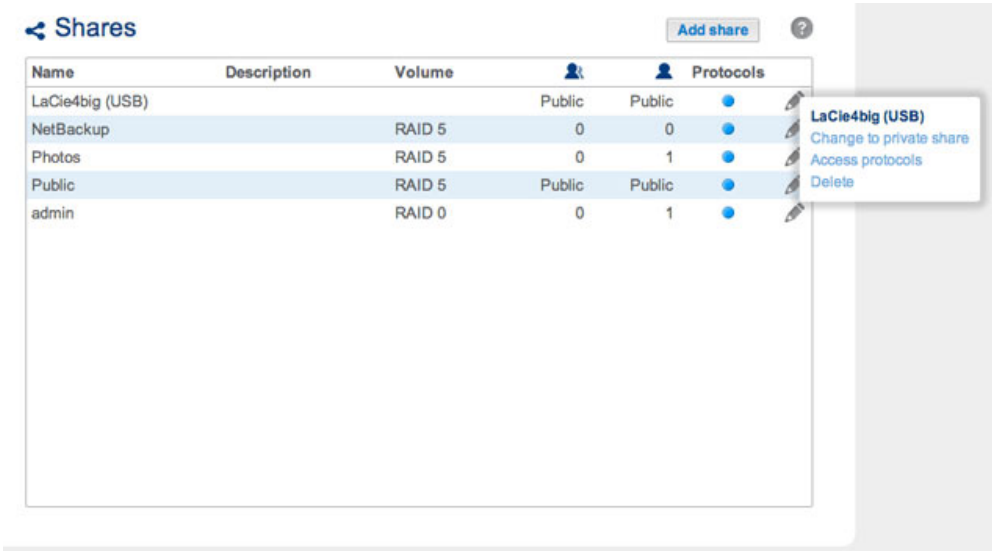 Shares
Add share
?
Name Description Volume Protocols
LaCie4big (USB) Public Public
NetBackup RAID 5 0 0
Photos RAID 5 0 1
Public RAID 5 Public Public
admin RAID 0 0 1
LaCie4big (USB)
Change to private share
Access protocols
Delete